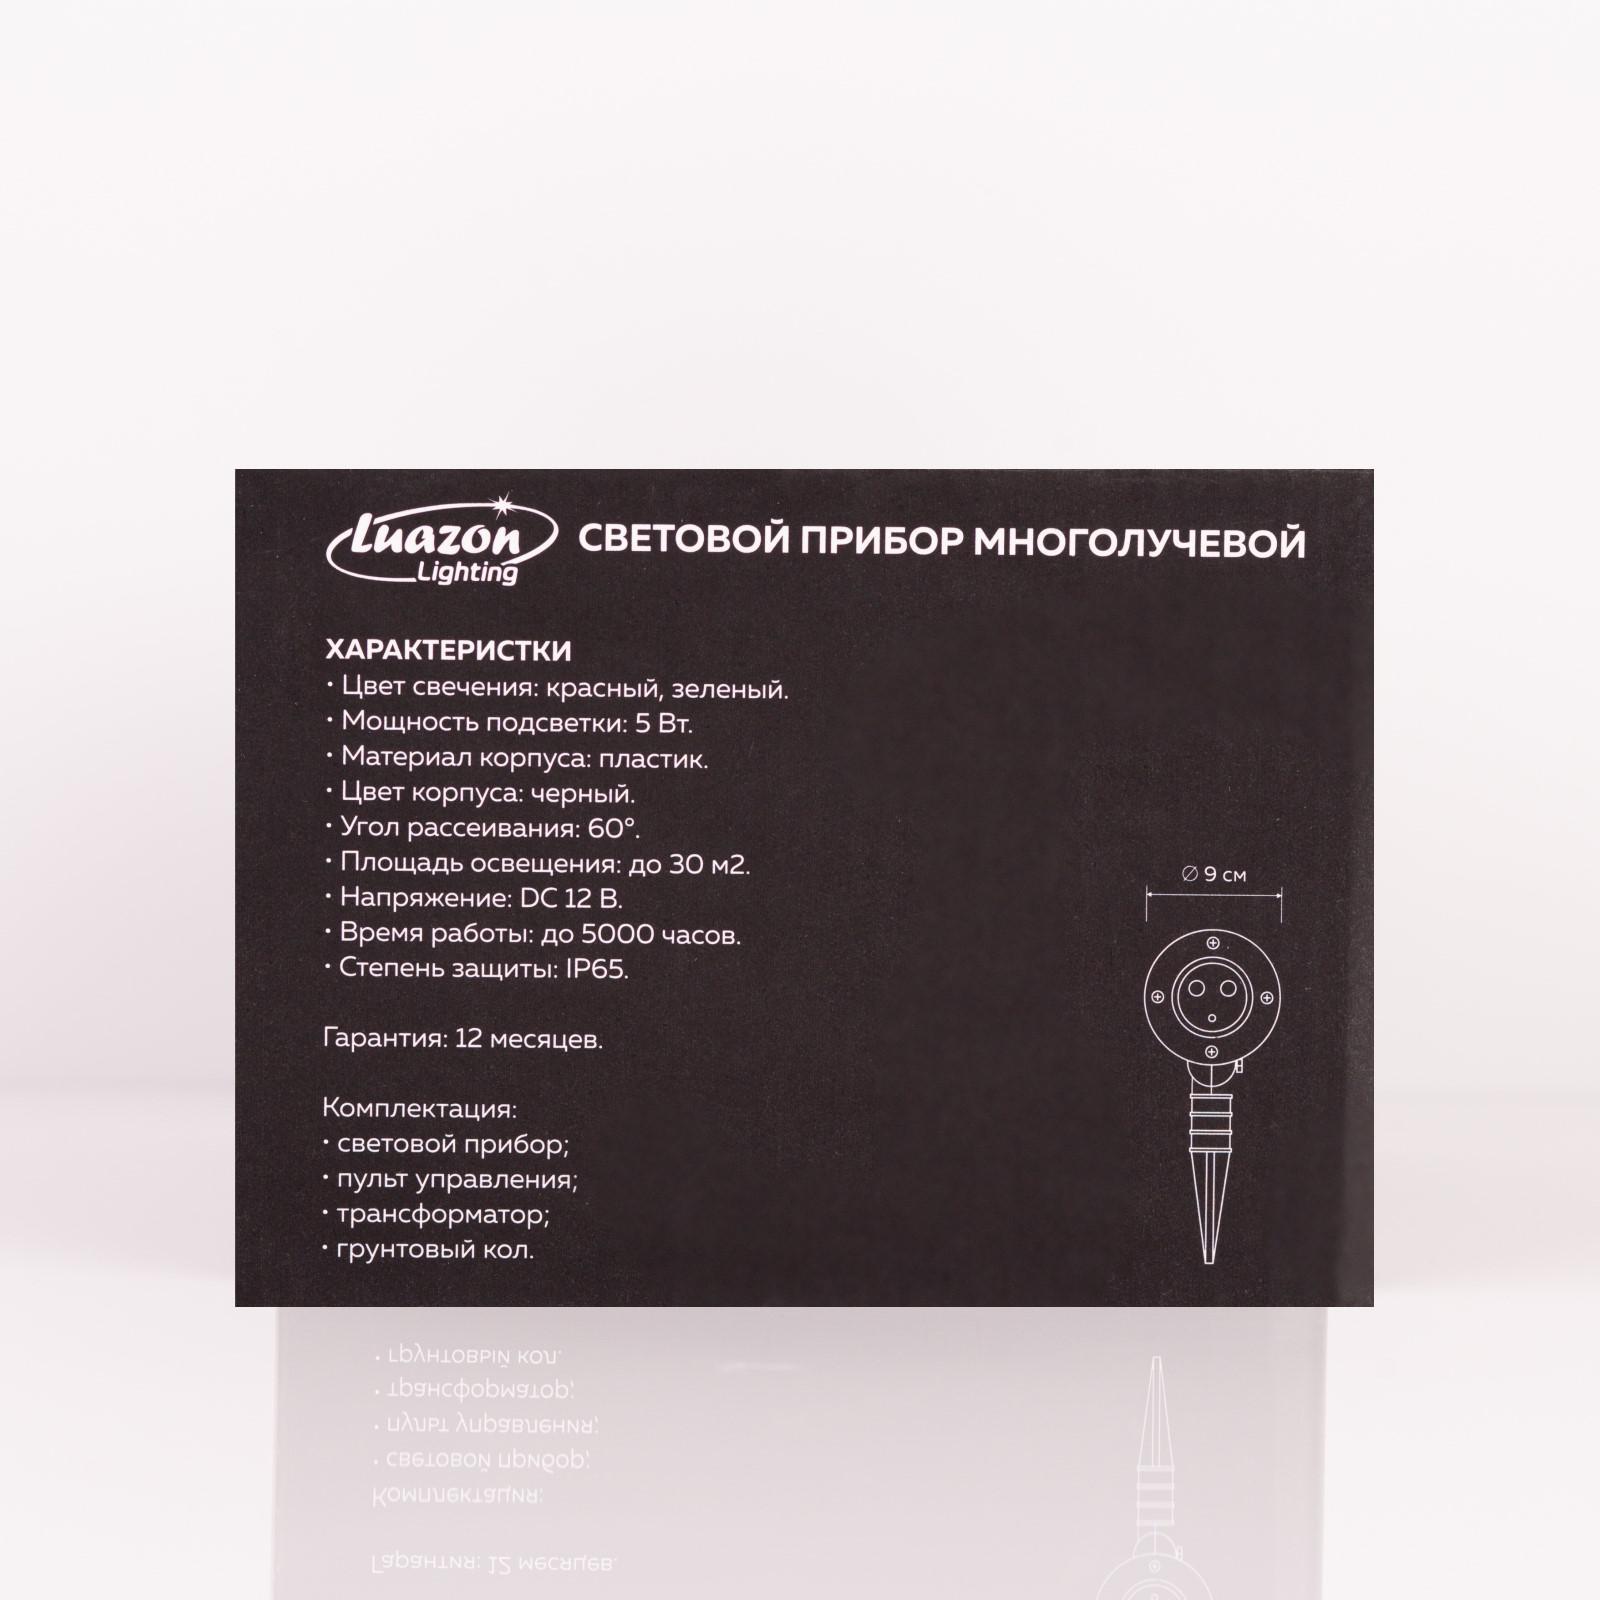 Luazon
Lighting
СВЕТОВОЙ ПРИБОР МНОГОЛУЧЕВОЙ
ХАРАКТЕРИСТКИ
• Цвет свечения: красный, зеленый.
• Мощность подсветки: 5 Вт.
• Материал корпуса: пластик.
• Цвет корпуса: черный.
• Угол рассеивания: 60°.
• Площадь освещения: до 30 м2.
• Напряжение: DC 12 В.
• Время работы: до 5000 часов.
• Степень защиты: IP65.
Гарантия: 12 месяцев.
Комплектация:
• световой прибор;
• пульт управления;
• трансформатор;
• грунтовый кол.
∅ 9 см